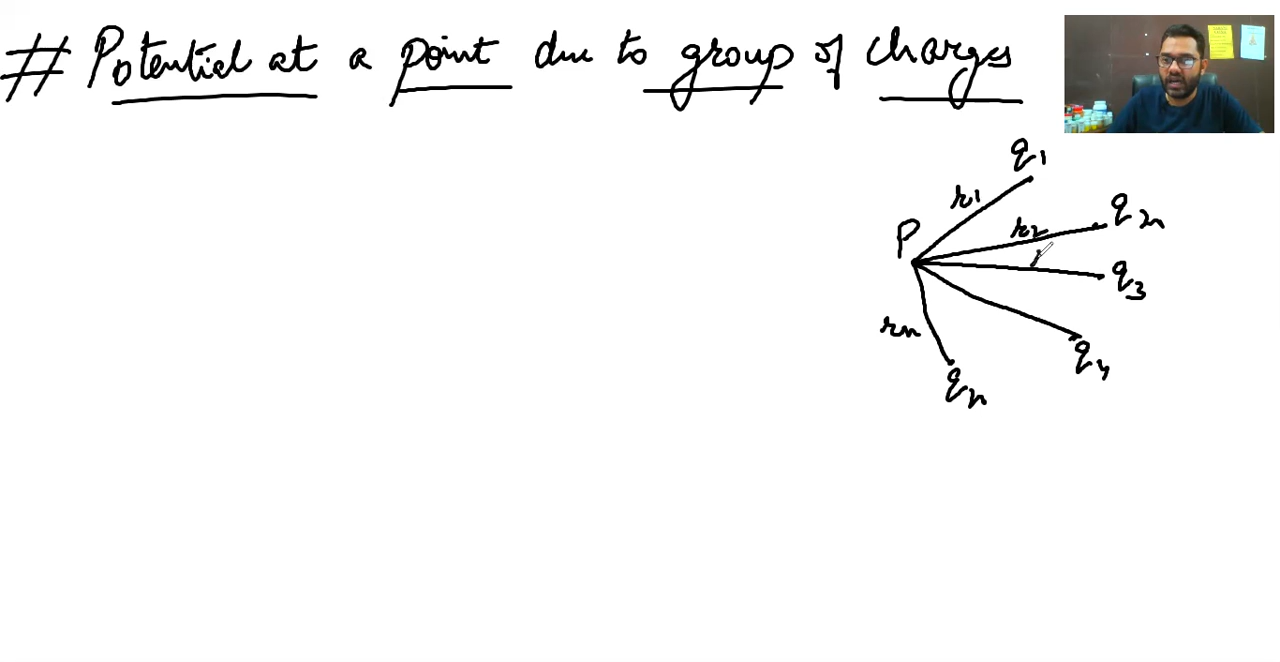 # Potential at a point due to group of charges
q1
r1
q2
P
r2
q3
rn
q4
qn